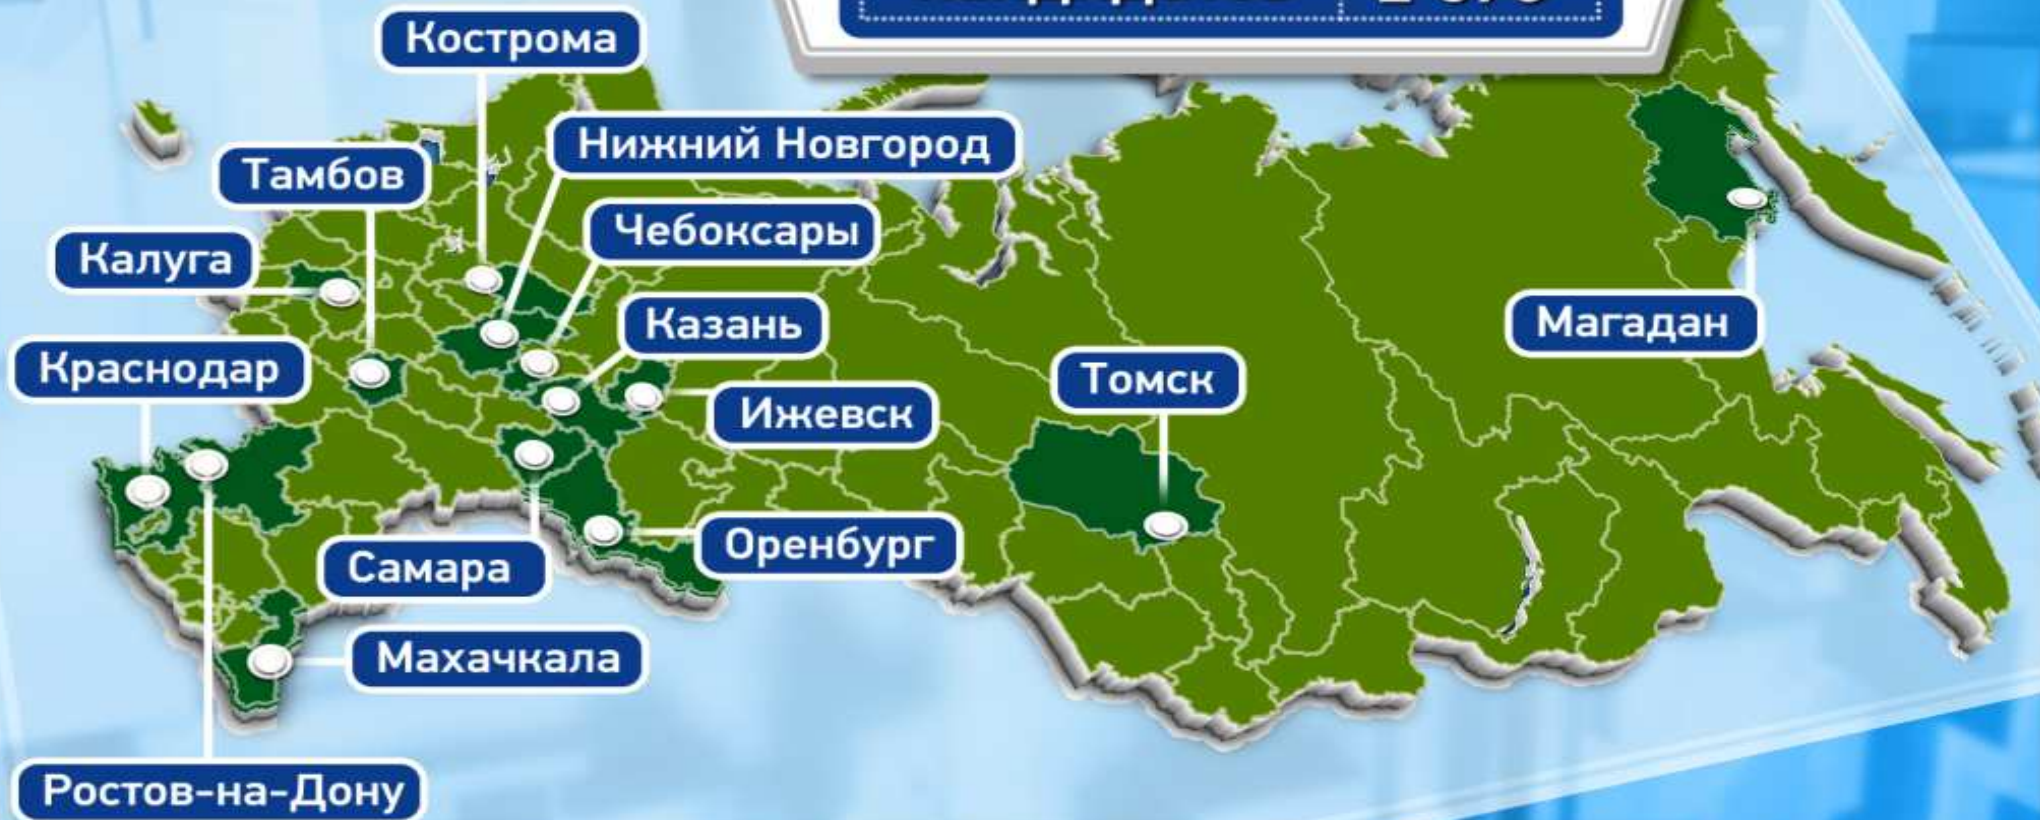 Кострома
Нижний Новгород
Тамбов
Чебоксары
Калуга
Казань
Магадан
Краснодар
Томск
Ижевск
Оренбург
Самара
Махачкала
Ростов-на-Дону